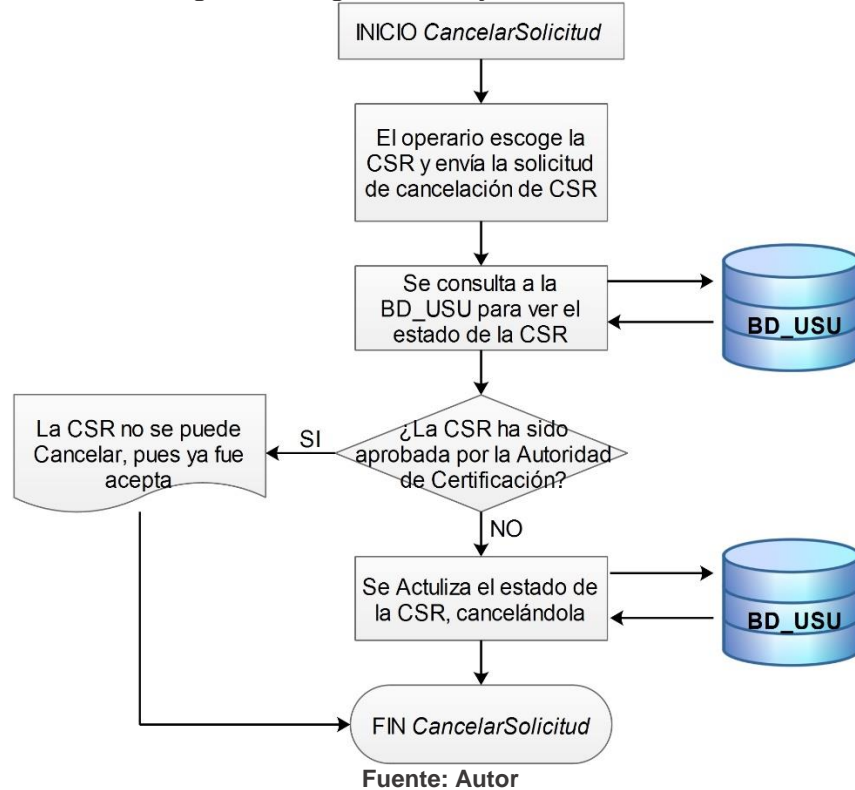 INICIO CancelarSolicitud
El operario escoge la
CSR y envía la solicitud
de cancelación de CSR
Se consulta a la
BD_USU para ver el
estado de la CSR
BD_USU
¿La CSR ha sido
aprobada por la Autoridad
de Certificación?
SI
La CSR no se puede
Cancelar, pues ya fue
acepta
NO
Se Actuliza el estado de
la CSR, cancelándola
BD_USU
FIN CancelarSolicitud
Fuente: Autor